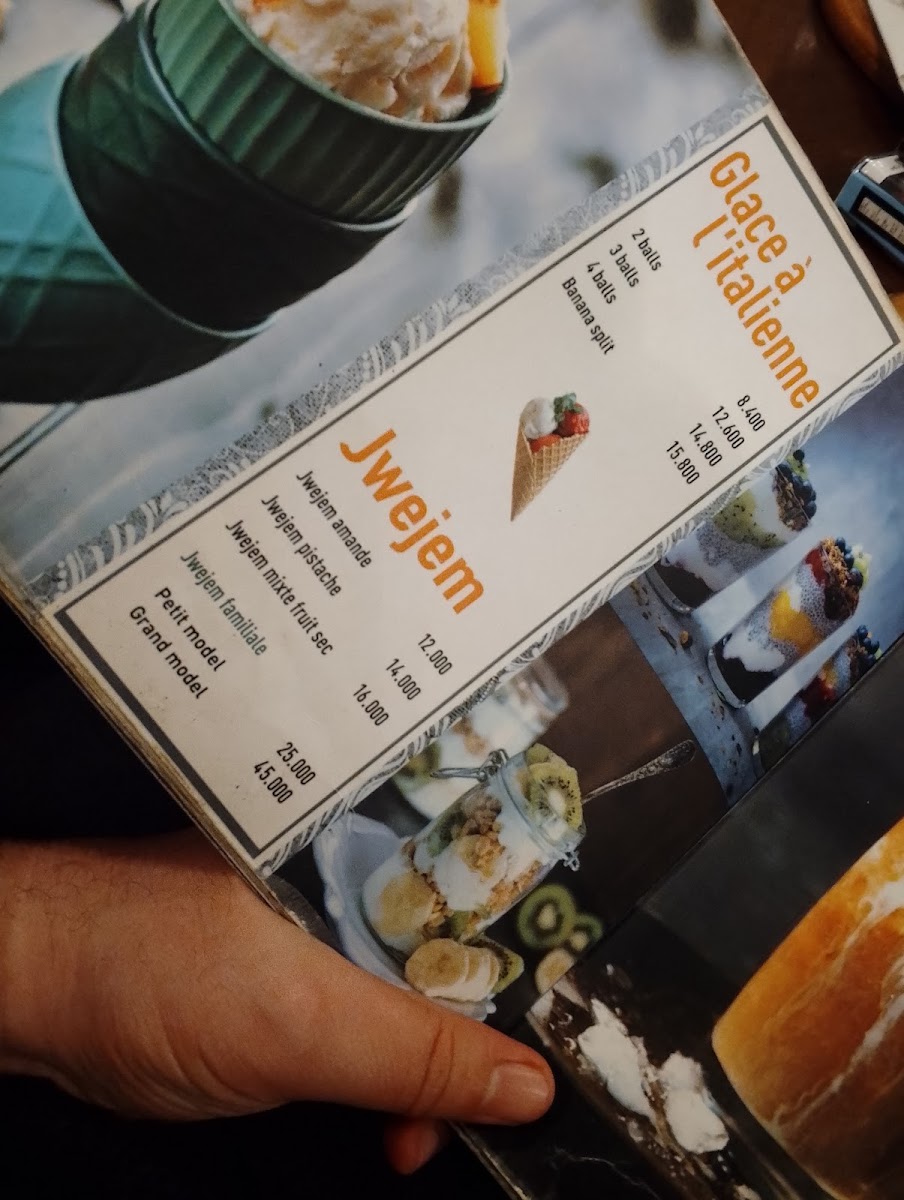 Glace à
l'italienne
2 balls 8.400
3 balls 12.600
4 balls 14.800
Banana split 15.800
Jwejem
Jwejem amande 12.000
Jwejem pistache 14.000
Jwejem mixte fruit sec 16.000
Jwejem familiale
Petit model 25.000
Grand model 45.000